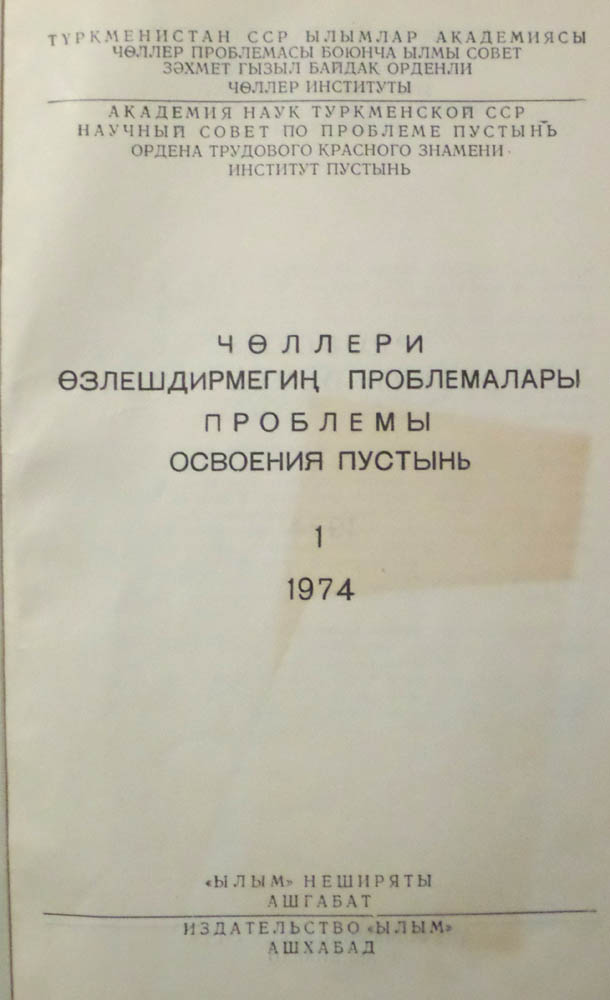 ТҮРКМЕНИСТАН ССР ЫЛЫМЛАР АКАДЕМИЯСЫ
ЧӨЛЛЕР ПРОБЛЕМАСЫ БОЮНЧА ЫЛМЫ СОВЕТ
ЗӘХМЕТ ГЫЗЫЛ БАЙДАК ОРДЕНЛИ
ЧӨЛЛЕР ИНСТИТУТЫ
АКАДЕМИЯ НАУК ТУРКМЕНСКОЙ ССР
НАУЧНЫЙ СОВЕТ ПО ПРОБЛЕМЕ ПУСТЫНЬ
ОРДЕНА ТРУДОВОГО КРАСНОГО ЗНАМЕНИ
ИНСТИТУТ ПУСТЫНЬ
ЧӨЛЛЕРИ
ӨЗЛЕШДИРМЕГИҢ ПРОБЛЕМАЛАРЫ
ПРОБЛЕМЫ
ОСВОЕНИЯ ПУСТЫНЬ
1
1974
«ЫЛЫМ» НЕШИРЯТЫ
АШГАБАТ
ИЗДАТЕЛЬСТВО «ЫЛЫМ»
АШХАБАД